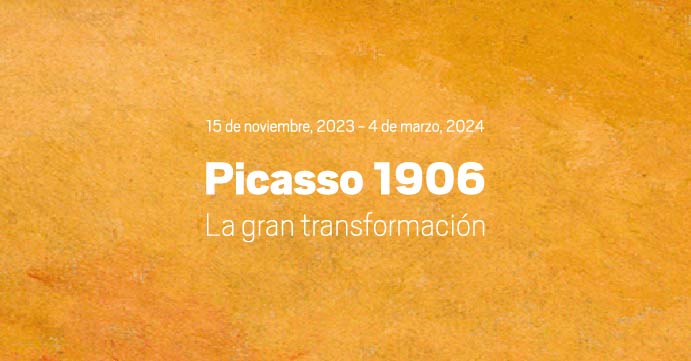 15 de noviembre, 2023 – 4 de marzo, 2024
Picasso 1906
La gran transformación